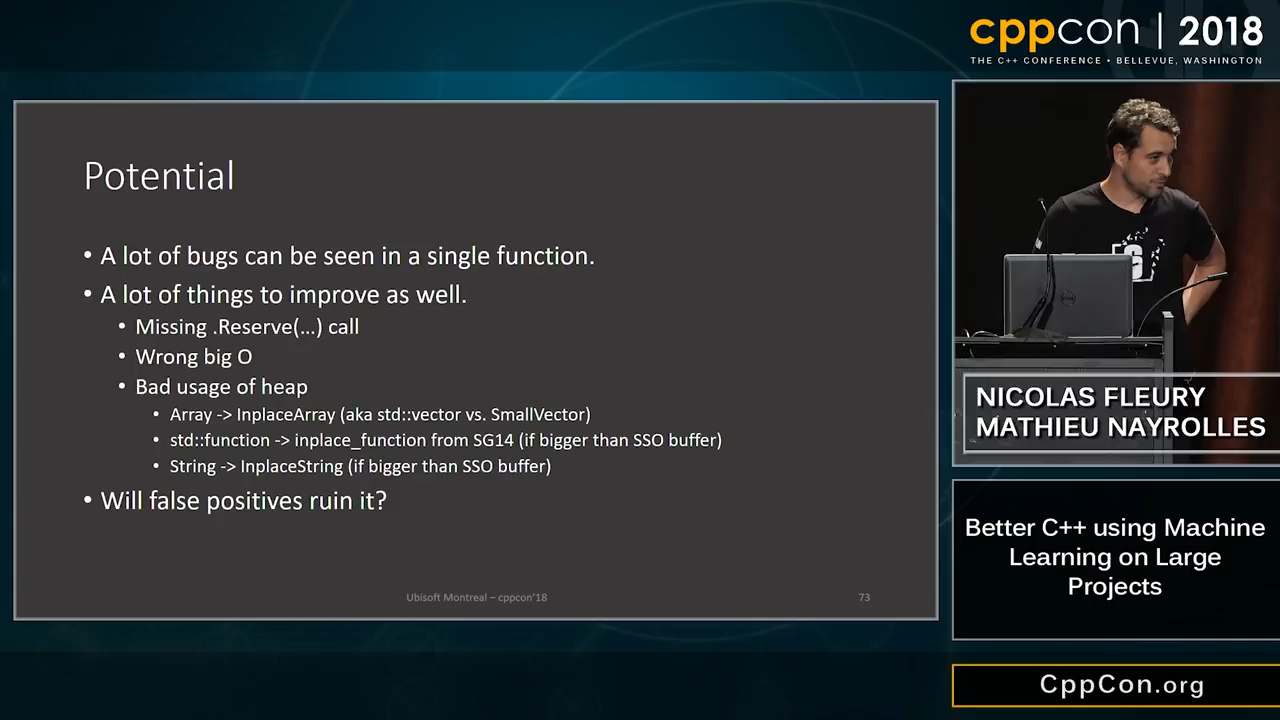 cppcon | 2018
THE C++ CONFERENCE • BELLEVUE, WASHINGTON
Potential
• A lot of bugs can be seen in a single function.
• A lot of things to improve as well.
• Missing .Reserve(...) call
• Wrong big O
• Bad usage of heap
• Array -> InplaceArray (aka std::vector vs. SmallVector)
• std::function -> inplace_function from SG14 (if bigger than SSO buffer)
• String -> InplaceString (if bigger than SSO buffer)
• Will false positives ruin it?
Ubisoft Montreal – cppcon'18
73
NICOLAS FLEURY
MATHIEU NAYROLLES
Better C++ using Machine
Learning on Large
Projects
CppCon.org